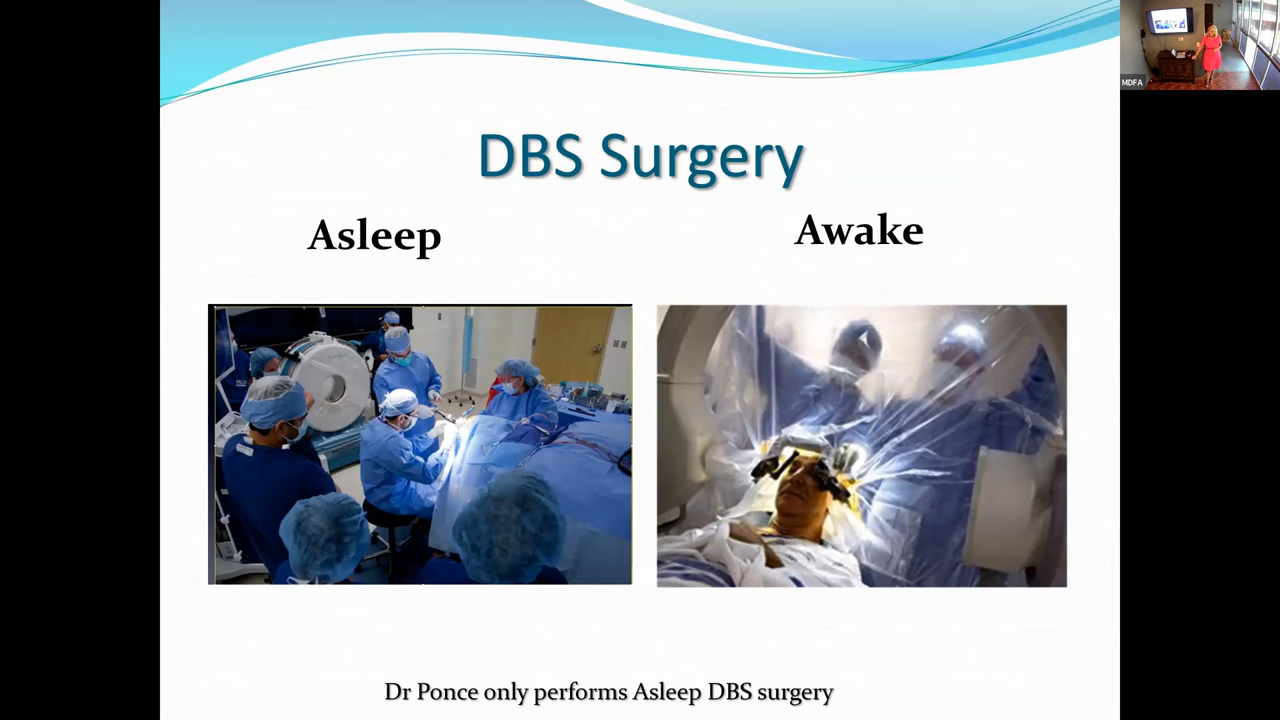 MDFA
DBS Surgery
Asleep
Awake
Dr Ponce only performs Asleep DBS surgery